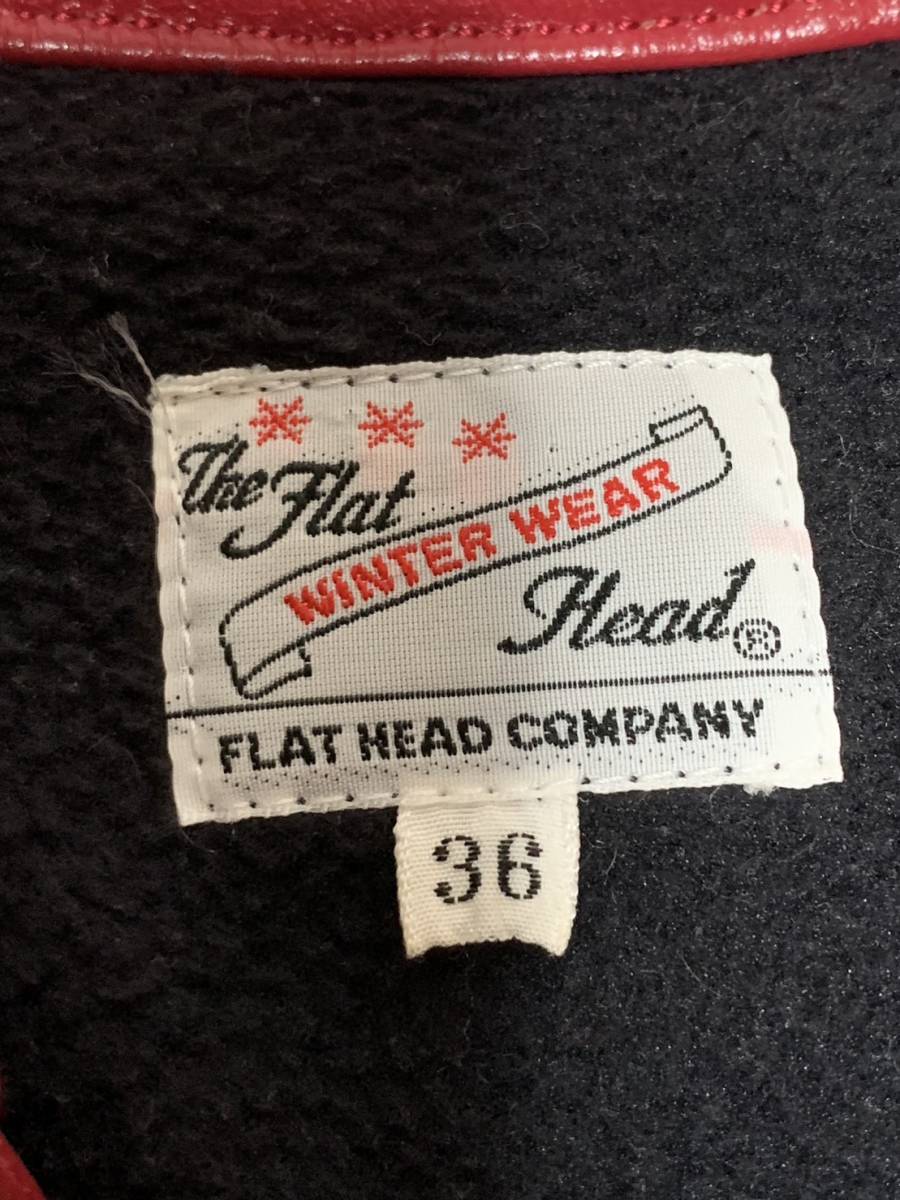 The Flat
WINTER WEAR
Head®
FLAT HEAD COMPANY
36